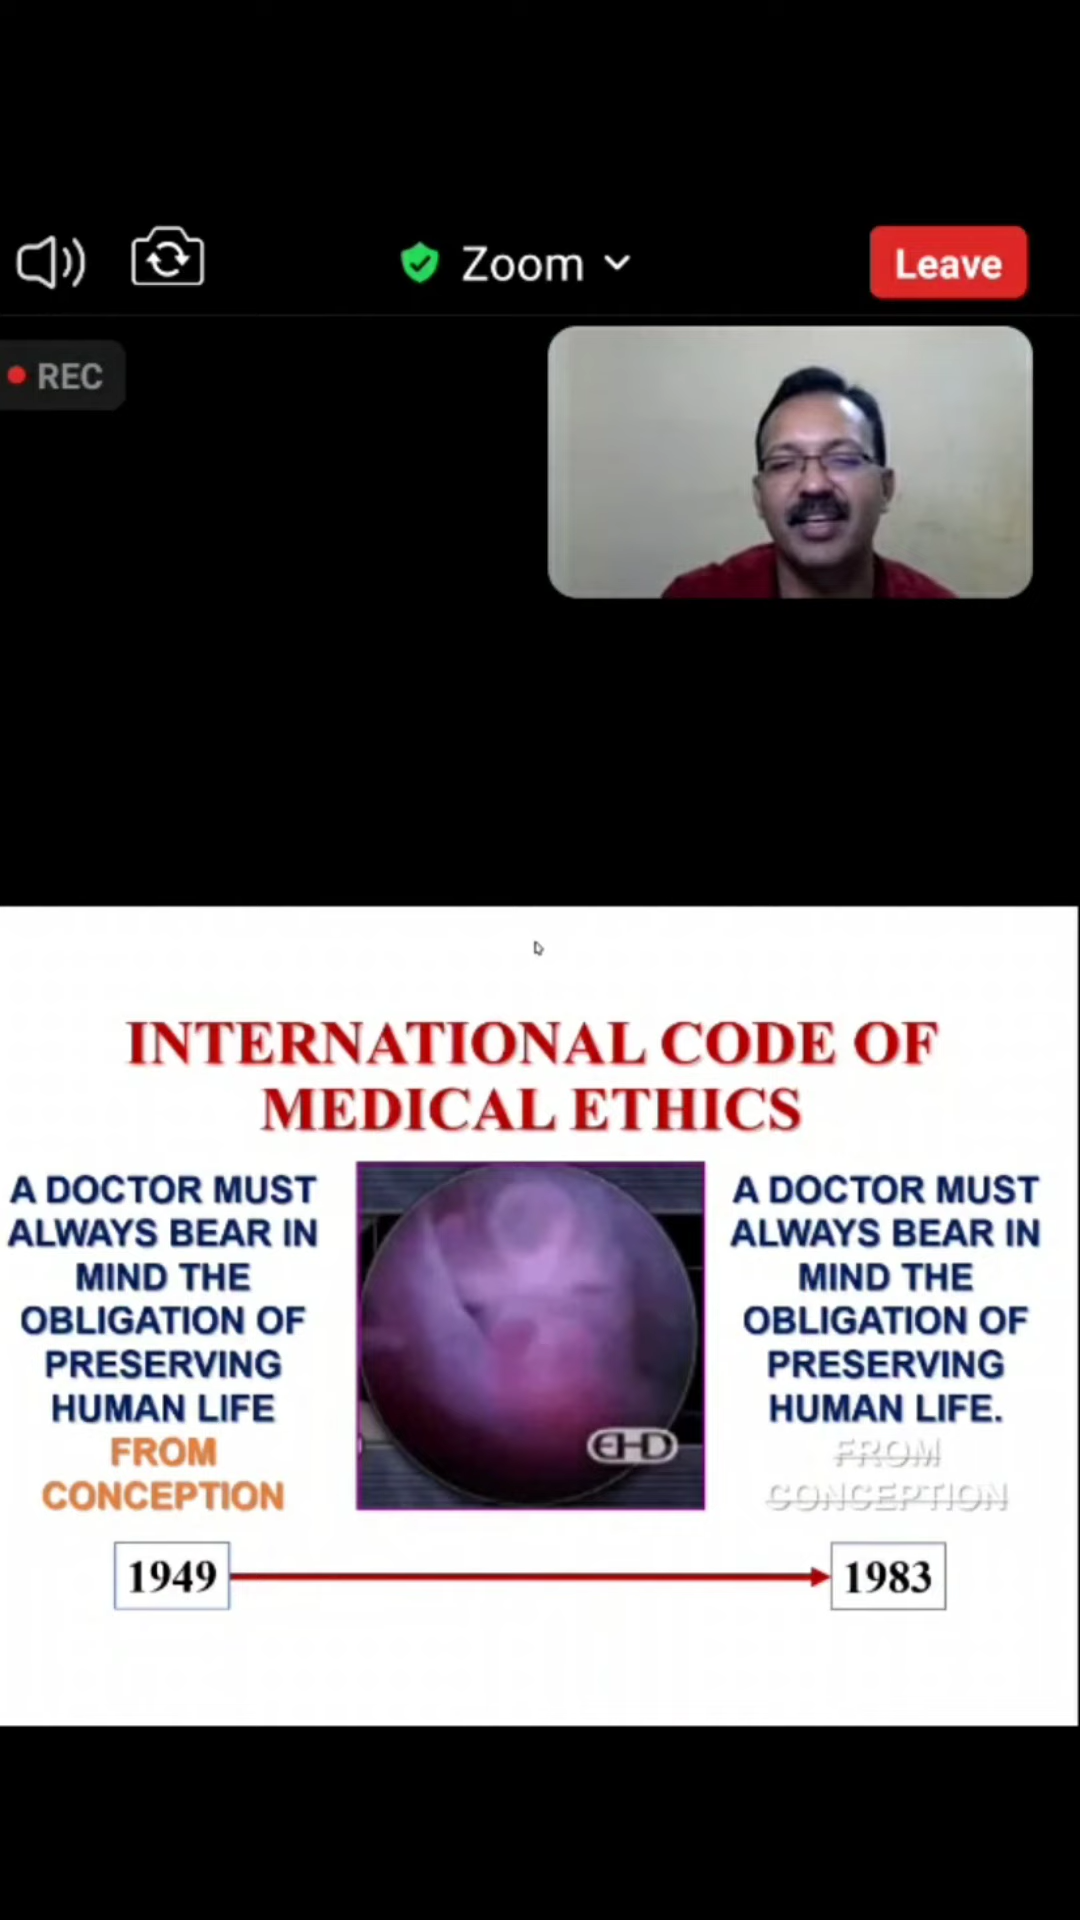 Zoom
Leave
REC
INTERNATIONAL CODE OF
MEDICAL ETHICS
A DOCTOR MUST
ALWAYS BEAR IN
MIND THE
OBLIGATION OF
PRESERVING
HUMAN LIFE
FROM
CONCEPTION
EHD
A DOCTOR MUST
ALWAYS BEAR IN
MIND THE
OBLIGATION OF
PRESERVING
HUMAN LIFE.
FROM
CONCEPTION
1949
1983